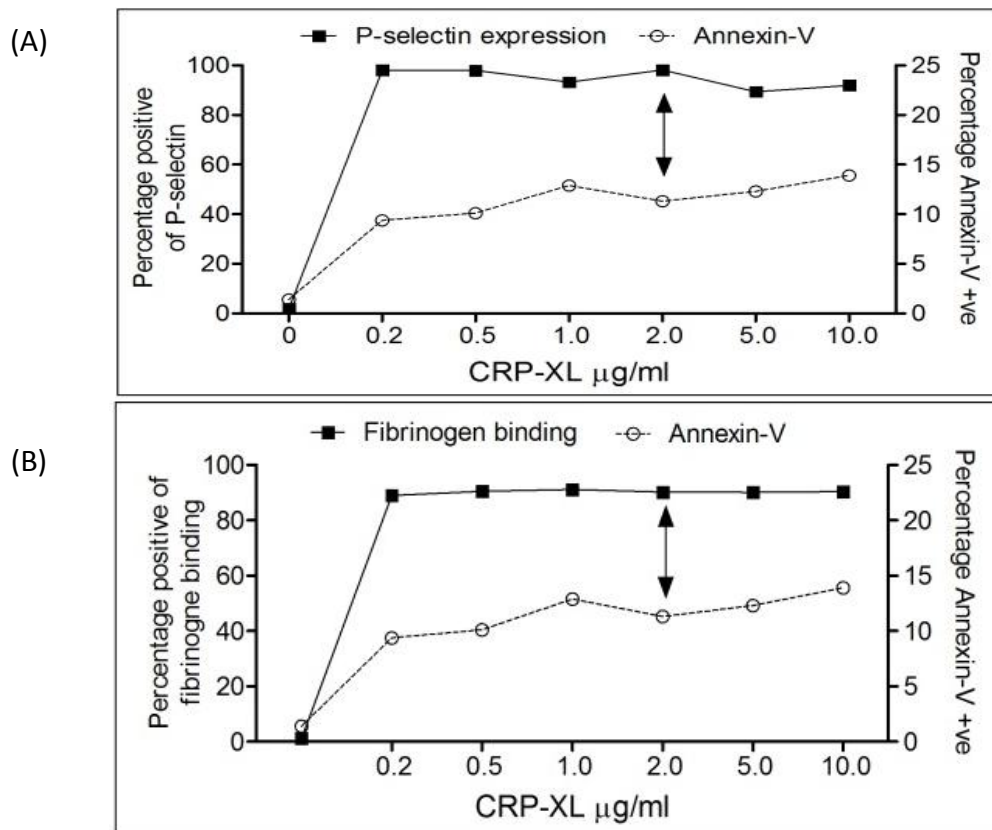 (A)
P-selectin expression Annexin-V
Percentage positive
of P-selectin
100
80
60
40
20
0
25
20
15
10
5
0
Percentage Annexin-V +ve
0 0.2 0.5 1.0 2.0 5.0 10.0
CRP-XL μg/ml
(B)
Fibrinogen binding Annexin-V
Percentage positive of
fibrinogne binding
100
80
60
40
20
0
25
20
15
10
5
0
Percentage Annexin-V +ve
0.2 0.5 1.0 2.0 5.0 10.0
CRP-XL μg/ml